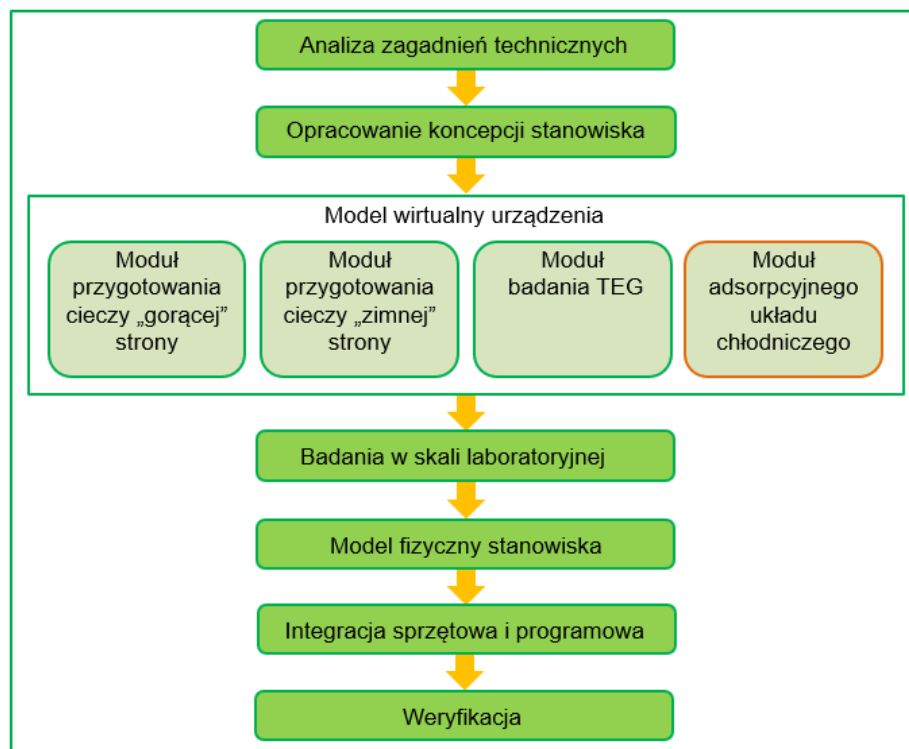 Analiza zagadnień technicznych
Opracowanie koncepcji stanowiska
Model wirtualny urządzenia
Moduł
przygotowania
cieczy „gorącej”
strony
Moduł
przygotowania
cieczy „zimnej”
strony
Moduł
badania TEG
Moduł
adsorpcyjnego
układu
chłodniczego
Badania w skali laboratoryjnej
Model fizyczny stanowiska
Integracja sprzętowa i programowa
Weryfikacja